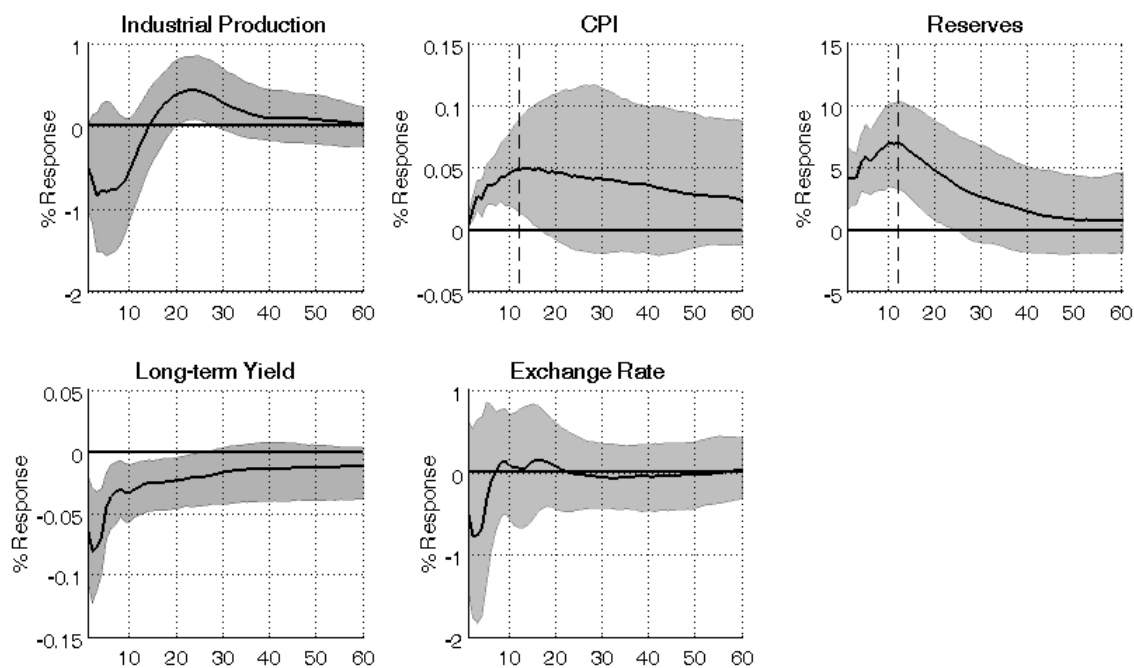 Industrial Production
CPI
Reserves
% Response
1
0
-1
-2
10 20 30 40 50 60
% Response
0.15
0.1
0.05
0
-0.05
10 20 30 40 50 60
% Response
15
10
5
0
-5
10 20 30 40 50 60
Long-term Yield
Exchange Rate
% Response
0.05
0
-0.05
-0.1
-0.15
10 20 30 40 50 60
% Response
1
0
-1
-2
10 20 30 40 50 60